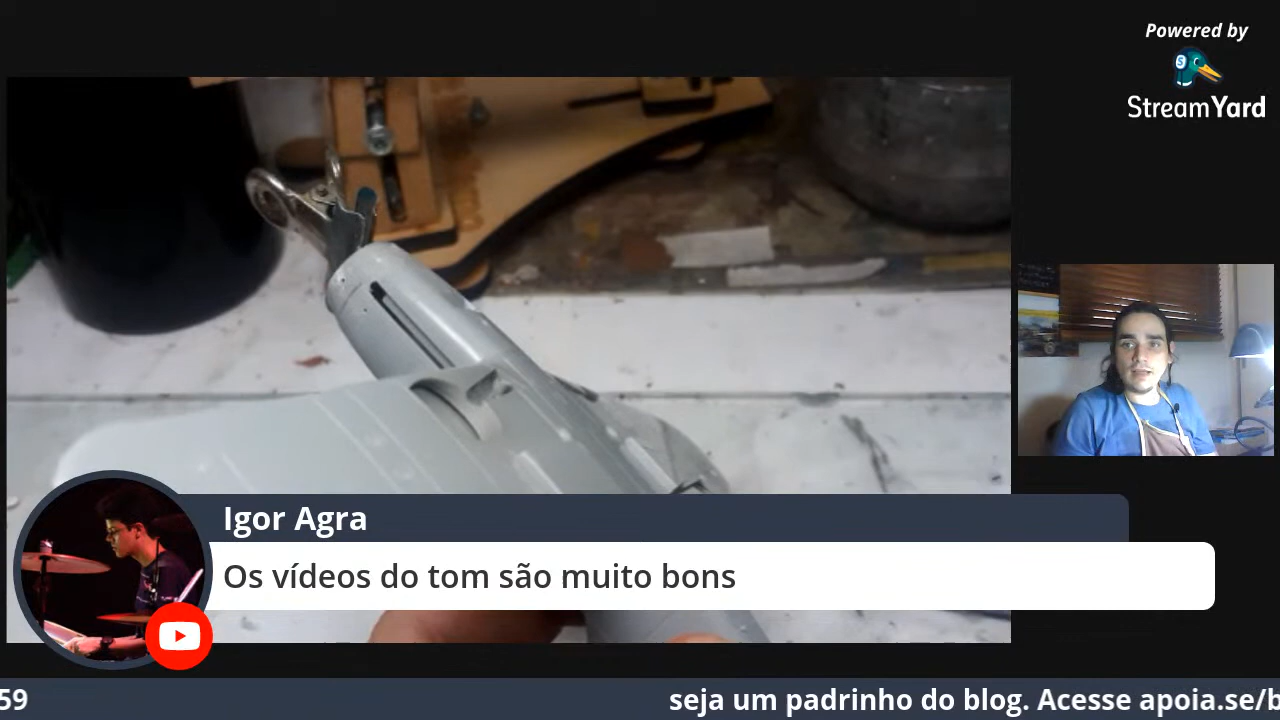 Powered by
StreamYard
Igor Agra
Os vídeos do tom são muito bons
59
seja um padrinho do blog. Acesse apoia.se/b